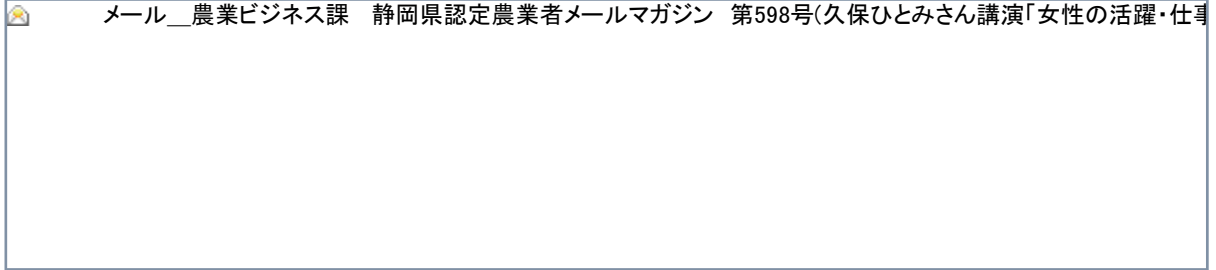 メール__農業ビジネス課　静岡県認定農業者メールマガジン　第598号(久保ひとみさん講演「女性の活躍・仕